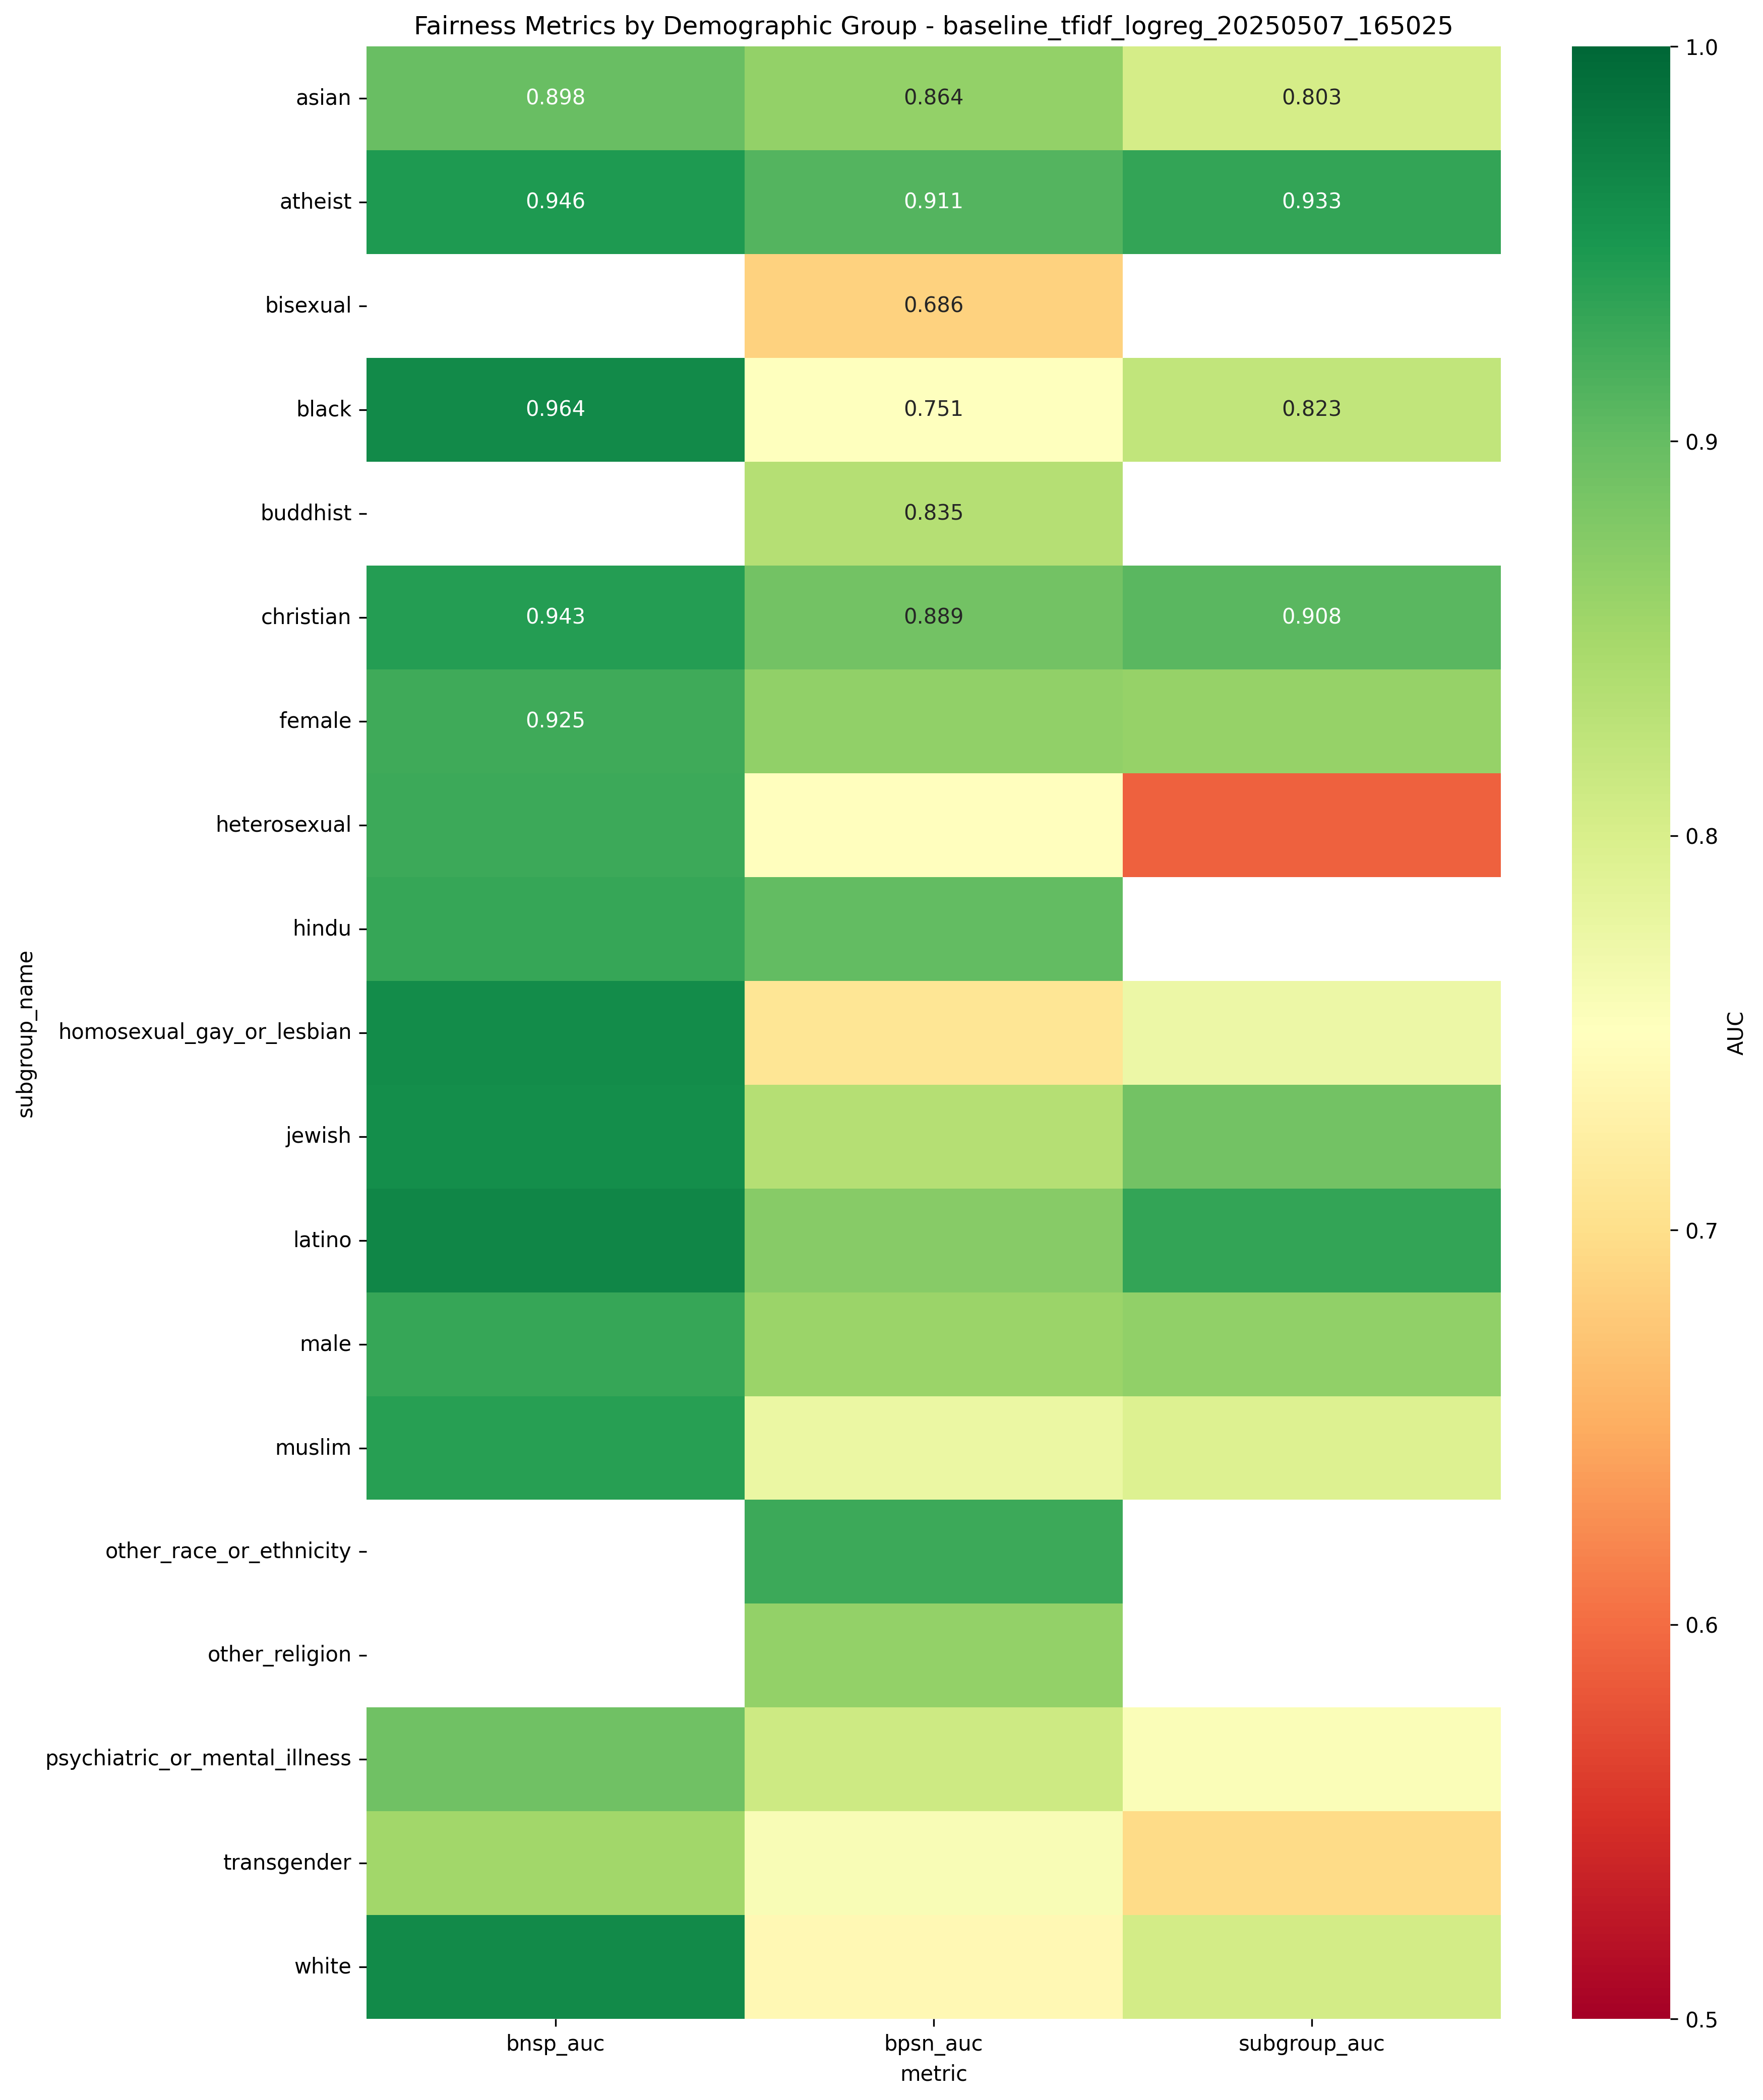 Fairness Metrics by Demographic Group - baseline_tfidf_logreg_20250507_165025
asian 0.898 0.864 0.803
atheist 0.946 0.911 0.933
bisexual 0.686
black 0.964 0.751 0.823
buddhist 0.835
christian 0.943 0.889 0.908
female 0.925
heterosexual
hindu
homosexual_gay_or_lesbian
jewish
latino
male
muslim
other_race_or_ethnicity
other_religion
psychiatric_or_mental_illness
transgender
white
subgroup_name
bnsp_auc bpsn_auc subgroup_auc
metric
1.0
0.9
0.8
0.7
0.6
0.5
AUC